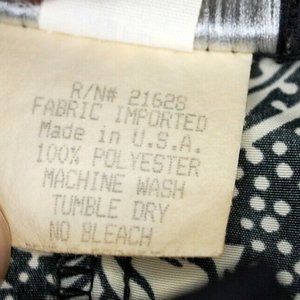 R/N# 21628
FABRIC IMPORTED
Made in U.S.A.
100% POLYESTER
MACHINE WASH
TUMBLE DRY
NO BLEACH